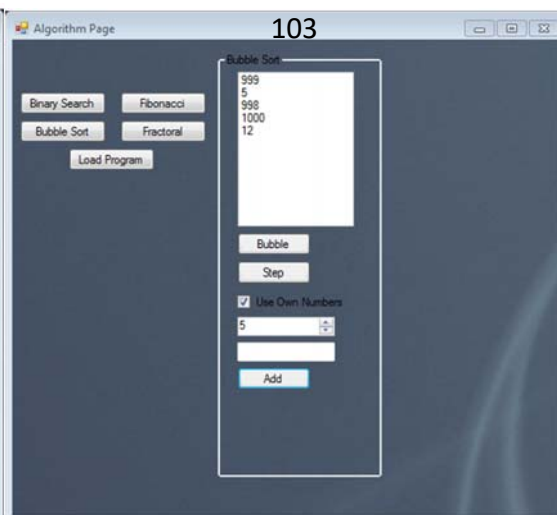 Algorithm Page
103
Bubble Sort
999
5
998
1000
12
Binary Search
Fibonacci
Bubble Sort
Fractoral
Load Program
Bubble
Step
Use Own Numbers
5
Add